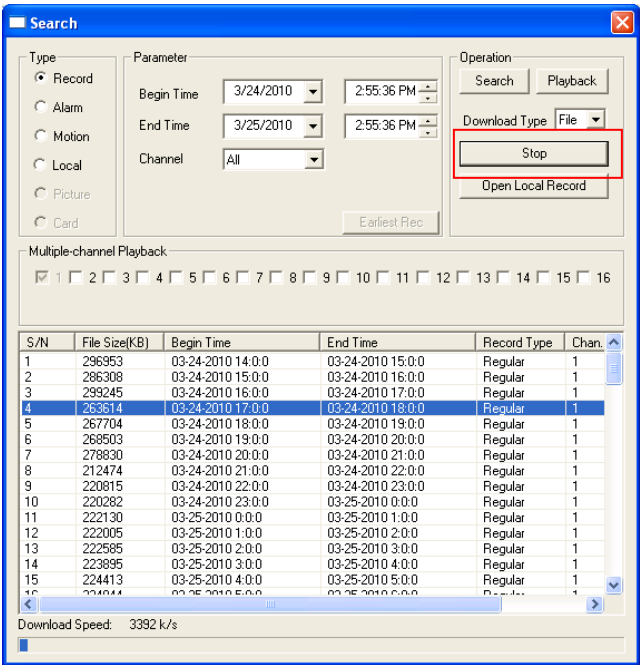 Search
Type
Record
Alarm
Motion
Local
Picture
Card
Parameter
Begin Time 3/24/2010 2:55:36 PM
End Time 3/25/2010 2:55:36 PM
Channel All
Earliest Rec
Operation
Search Playback
Download Type File
Stop
Open Local Record
Multiple-channel Playback
1 2 3 4 5 6 7 8 9 10 11 12 13 14 15 16
S/N File Size(KB) Begin Time End Time Record Type Chan.
1 296953 03-24-2010 14:0:0 03-24-2010 15:0:0 Regular 1
2 286308 03-24-2010 15:0:0 03-24-2010 16:0:0 Regular 1
3 299245 03-24-2010 16:0:0 03-24-2010 17:0:0 Regular 1
4 263614 03-24-2010 17:0:0 03-24-2010 18:0:0 Regular 1
5 267704 03-24-2010 18:0:0 03-24-2010 19:0:0 Regular 1
6 268503 03-24-2010 19:0:0 03-24-2010 20:0:0 Regular 1
7 278830 03-24-2010 20:0:0 03-24-2010 21:0:0 Regular 1
8 212474 03-24-2010 21:0:0 03-24-2010 22:0:0 Regular 1
9 220815 03-24-2010 22:0:0 03-24-2010 23:0:0 Regular 1
10 220282 03-24-2010 23:0:0 03-25-2010 0:0:0 Regular 1
11 222130 03-25-2010 0:0:0 03-25-2010 1:0:0 Regular 1
12 222005 03-25-2010 1:0:0 03-25-2010 2:0:0 Regular 1
13 222585 03-25-2010 2:0:0 03-25-2010 3:0:0 Regular 1
14 223895 03-25-2010 3:0:0 03-25-2010 4:0:0 Regular 1
15 224413 03-25-2010 4:0:0 03-25-2010 5:0:0 Regular 1
Download Speed: 3392 k/s